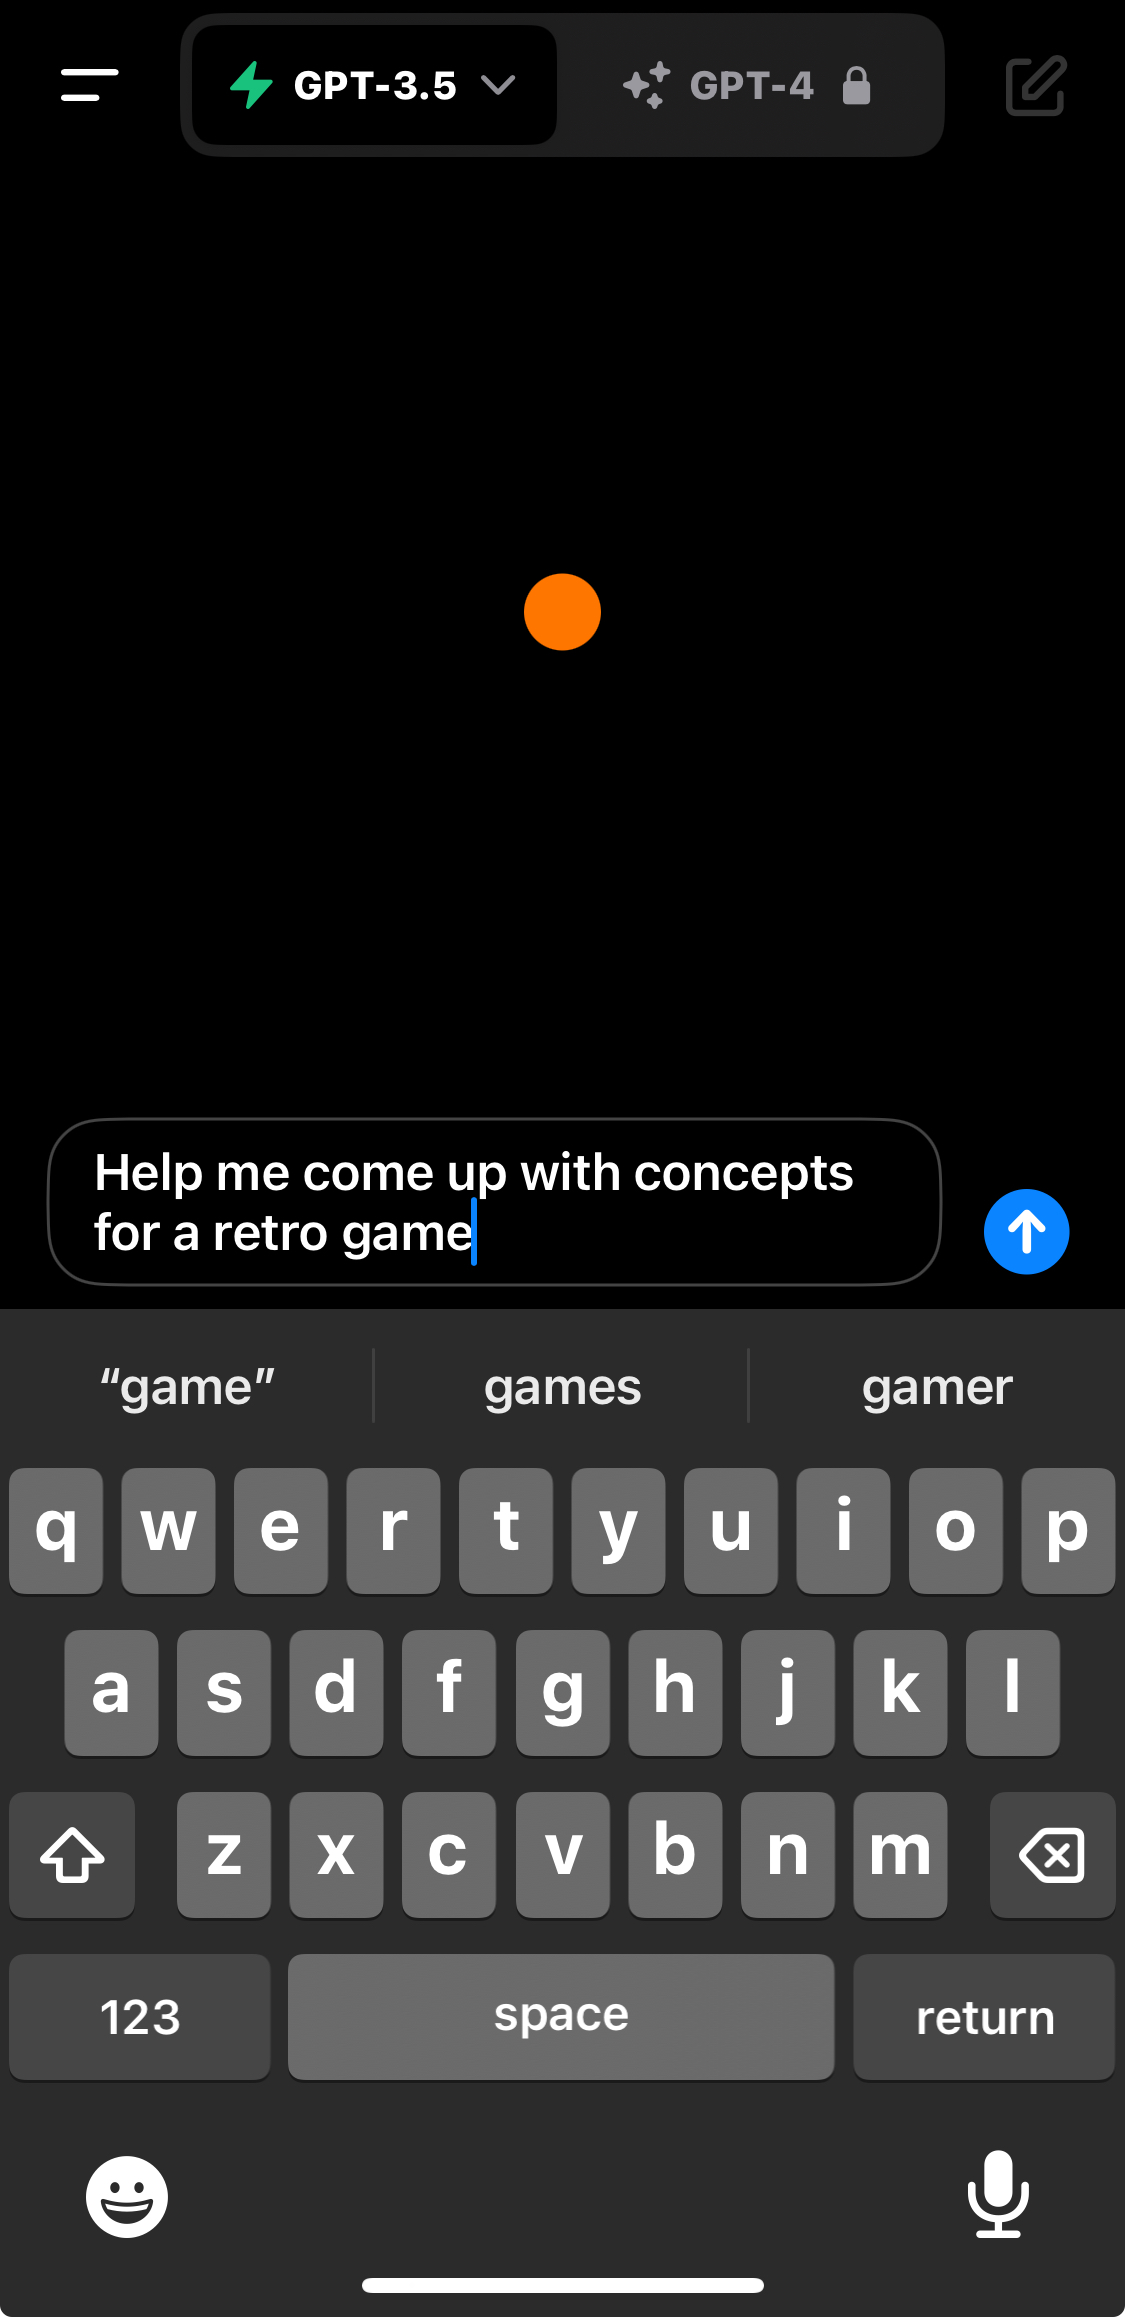 GPT-3.5 GPT-4
Help me come up with concepts
for a retro game
“game” games gamer
q w e r t y u i o p
a s d f g h j k l
z x c v b n m
123 space return